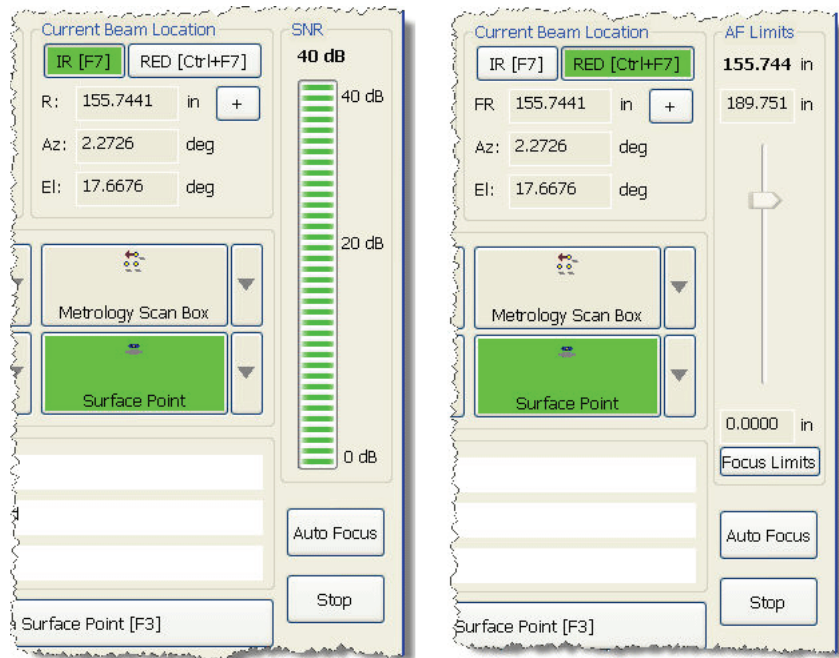 Current Beam Location
IR [F7] RED [Ctrl+F7]
R: 155.7441 in +
Az: 2.2726 deg
El: 17.6676 deg
SNR
40 dB
40 dB
20 dB
0 dB
Metrology Scan Box
Surface Point
Auto Focus
Stop
Surface Point [F3]
Current Beam Location
IR [F7] RED [Ctrl+F7]
FR 155.7441 in +
Az: 2.2726 deg
El: 17.6676 deg
AF Limits
155.744 in
189.751 in
Metrology Scan Box
Surface Point
0.0000 in
Focus Limits
Auto Focus
Stop
Surface Point [F3]